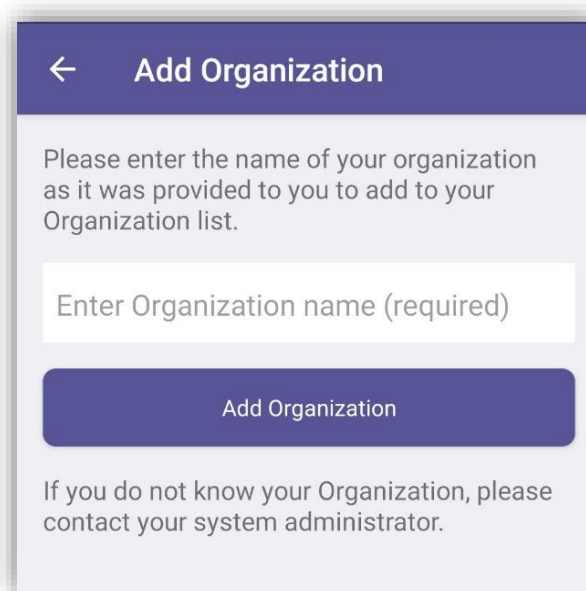 Add Organization
Please enter the name of your organization
as it was provided to you to add to your
Organization list.
Enter Organization name (required)
Add Organization
If you do not know your Organization, please
contact your system administrator.